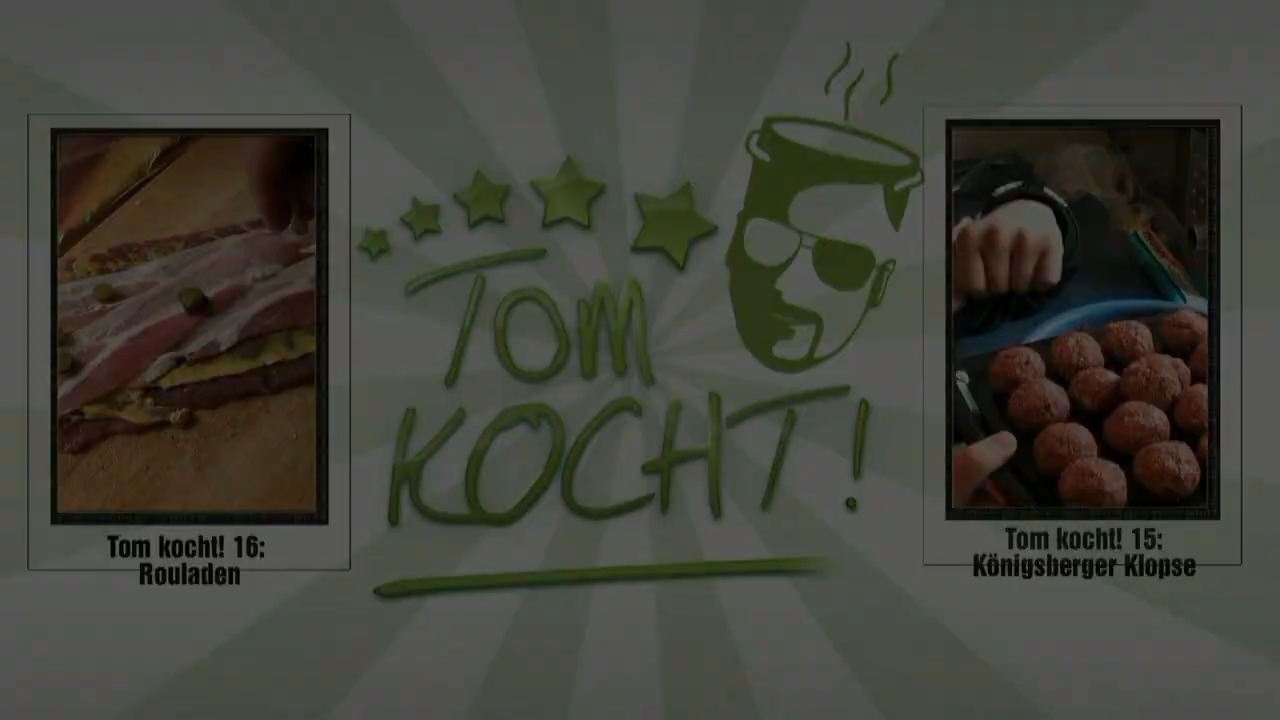 TOM
KOCHT!
Tom kocht! 16:
Rouladen
Tom kocht! 15:
Königsberger Klopse